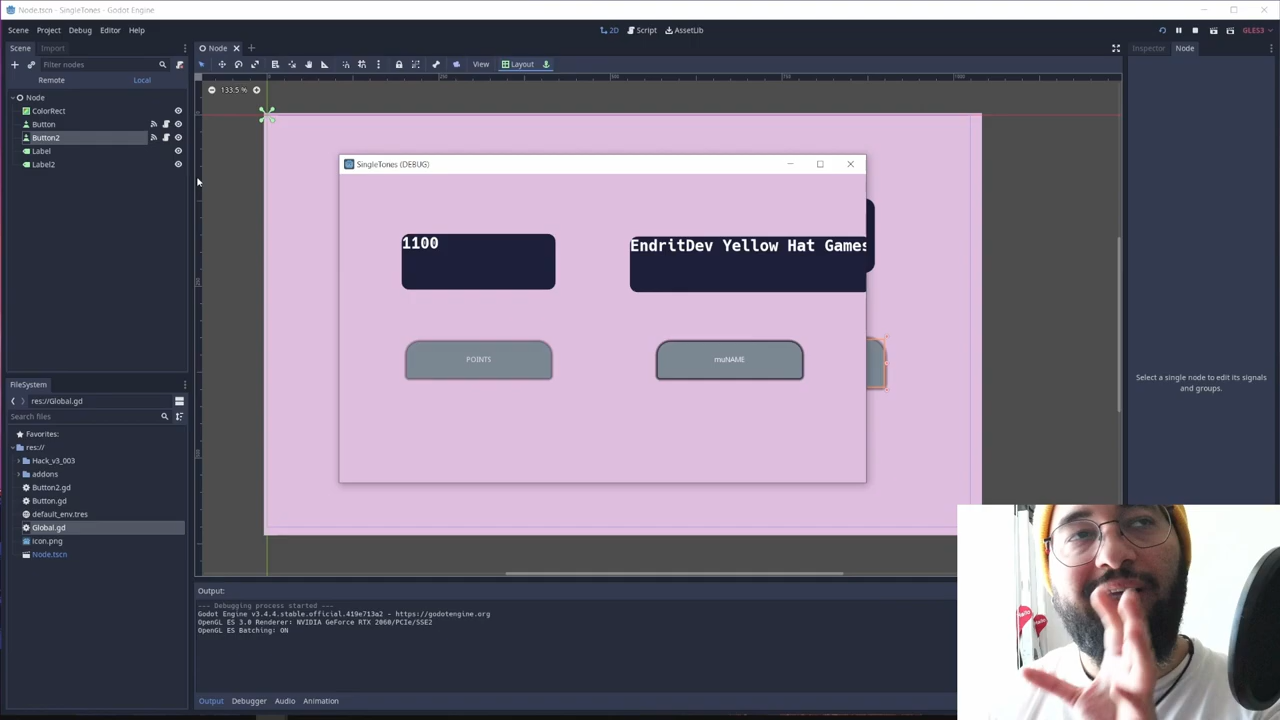 Node.tscn - SingleTones - Godot Engine
Scene Project Debug Editor Help
2D Script AssetLib
GLES3
Scene Import
Node
Inspector Node
Filter nodes
View Layout
Remote Local
133.5 %
Node
ColorRect
Button
Button2
Label
Label2
SingleTones (DEBUG)
1100
EndritDev Yellow Hat Games
POINTS
muNAME
Select a single node to edit its signals
and groups.
FileSystem
res://Global.gd
Search files
Favorites:
res://
Hack_v3_003
addons
Button2.gd
Button.gd
default_env.tres
Global.gd
icon.png
Node.tscn
Output:
--- Debugging process started ---
Godot Engine v3.4.4.stable.official.419e713a2 - https://godotengine.org
OpenGL ES 3.0 Renderer: NVIDIA GeForce RTX 2060/PCIe/SSE2
OpenGL ES Batching: ON
Output Debugger Audio Animation